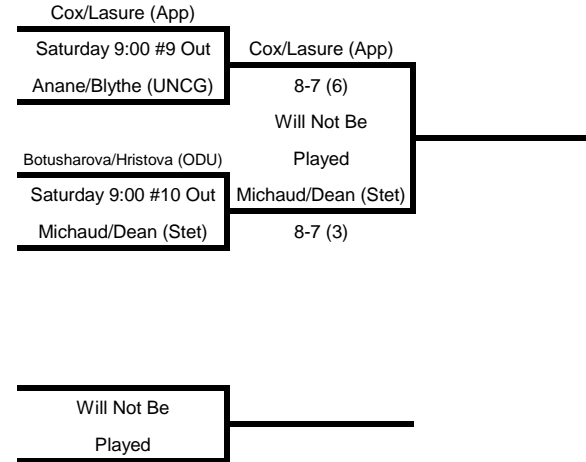 Cox/Lasure (App)
Saturday 9:00 #9 Out
Cox/Lasure (App)
Anane/Blythe (UNCG)
8-7 (6)
Will Not Be
Botusharova/Hristova (ODU)
Played
Saturday 9:00 #10 Out
Michaud/Dean (Stet)
Michaud/Dean (Stet)
8-7 (3)
Will Not Be
Played